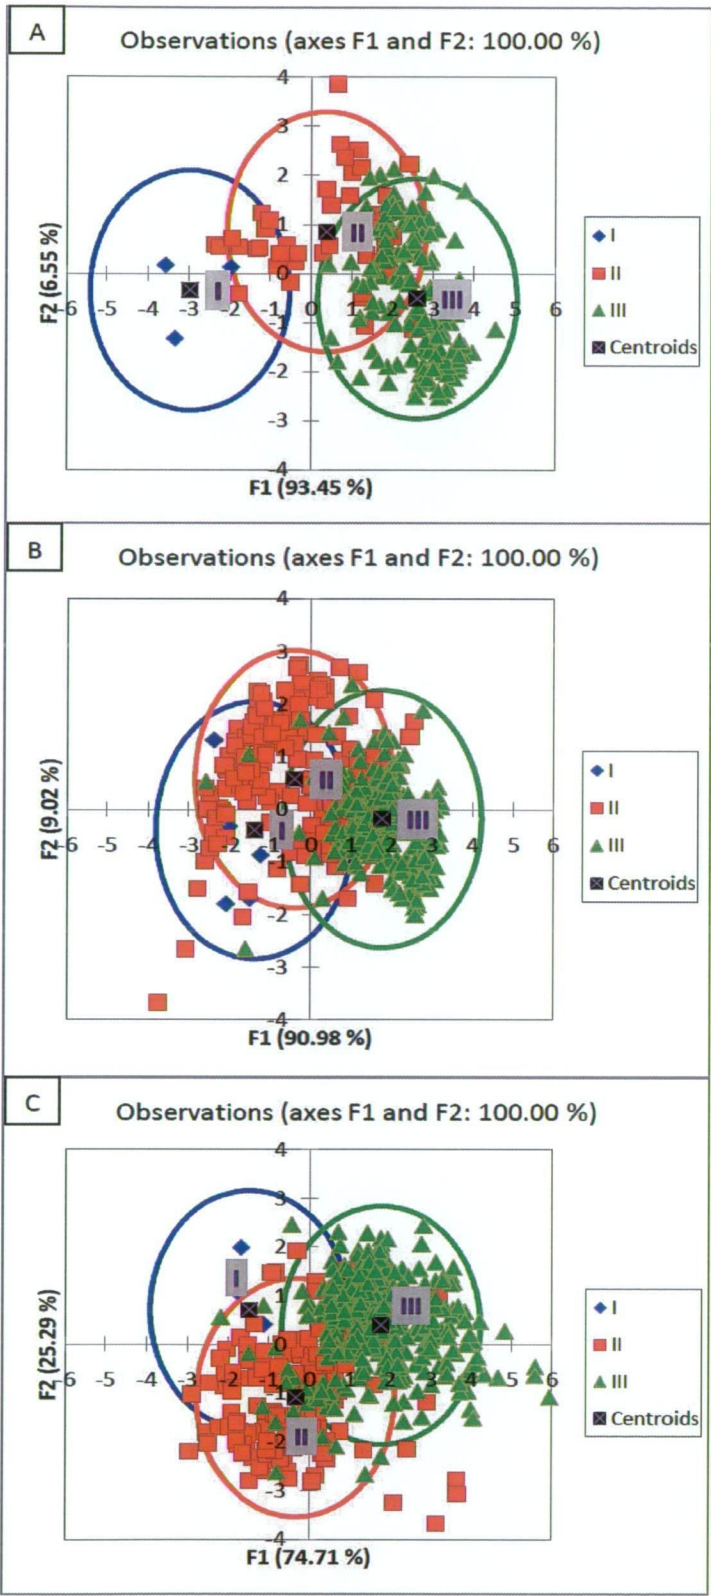 A
Observations (axes F1 and F2: 100.00 %)
4
3
2
1
0
-6 -5 -4 -3 -2 -1 0 1 2 3 4 5 6
-1
-2
-3
-4
F2 (6.55 %)
F1 (93.45 %)
I
II
III
I
II
III
Centroids
B
Observations (axes F1 and F2: 100.00 %)
4
3
2
1
0
-6 -5 -4 -3 -2 -1 0 1 2 3 4 5 6
-1
-2
-3
-4
F2 (9.02 %)
F1 (90.98 %)
I
II
III
I
II
III
Centroids
C
Observations (axes F1 and F2: 100.00 %)
4
3
2
1
0
-6 -5 -4 -3 -2 -1 0 1 2 3 4 5 6
-1
-2
-3
-4
F2 (25.29 %)
F1 (74.71 %)
I
III
II
I
II
III
Centroids